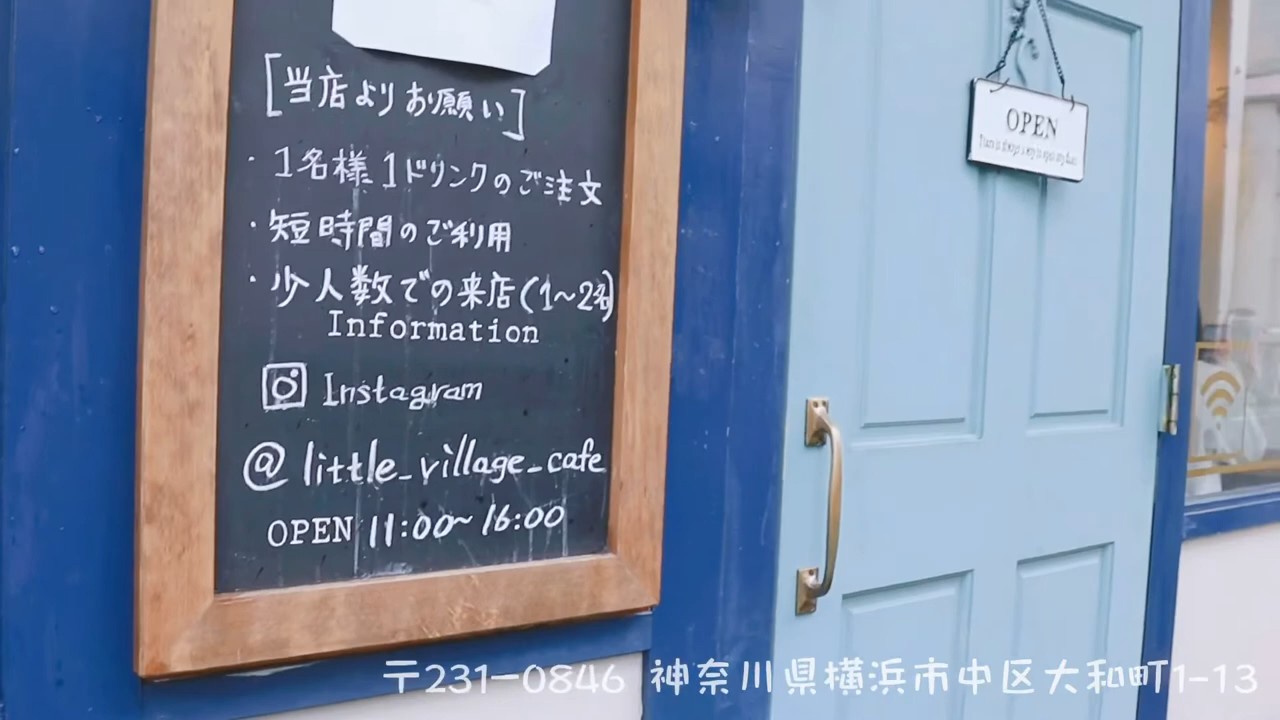 [当店よりお願い]
・1名様1ドリンクのご注文
・短時間のご利用
・少人数での来店(1~2名)
Information
Instagram
@little_village_cafe
OPEN 11:00~16:00
OPEN
〒231-0846 神奈川県横浜市中区大和町1-13